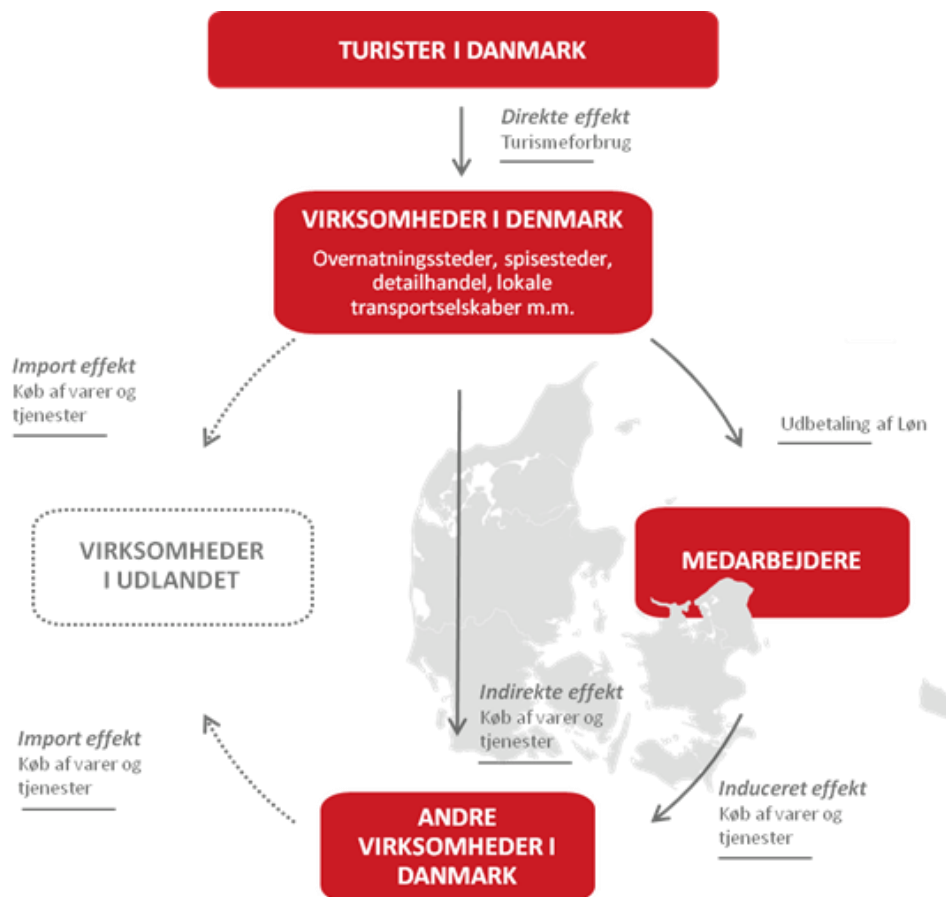 TURISTER I DANMARK
Direkte effekt
Turismeforbrug
VIRKSOMHEDER I DENMARK
Overnatningssteder, spisesteder,
detailhandel, lokale
transportselskaber m.m.
Import effekt
Køb af varer og
tjenester
Udbetaling af Løn
VIRKSOMHEDER
I UDLANDET
MEDARBEJDERE
Indirekte effekt
Køb af varer og
tjenester
Import effekt
Køb af varer og
tjenester
Induceret effekt
Køb af varer og
tjenester
ANDRE
VIRKSOMHEDER I
DANMARK